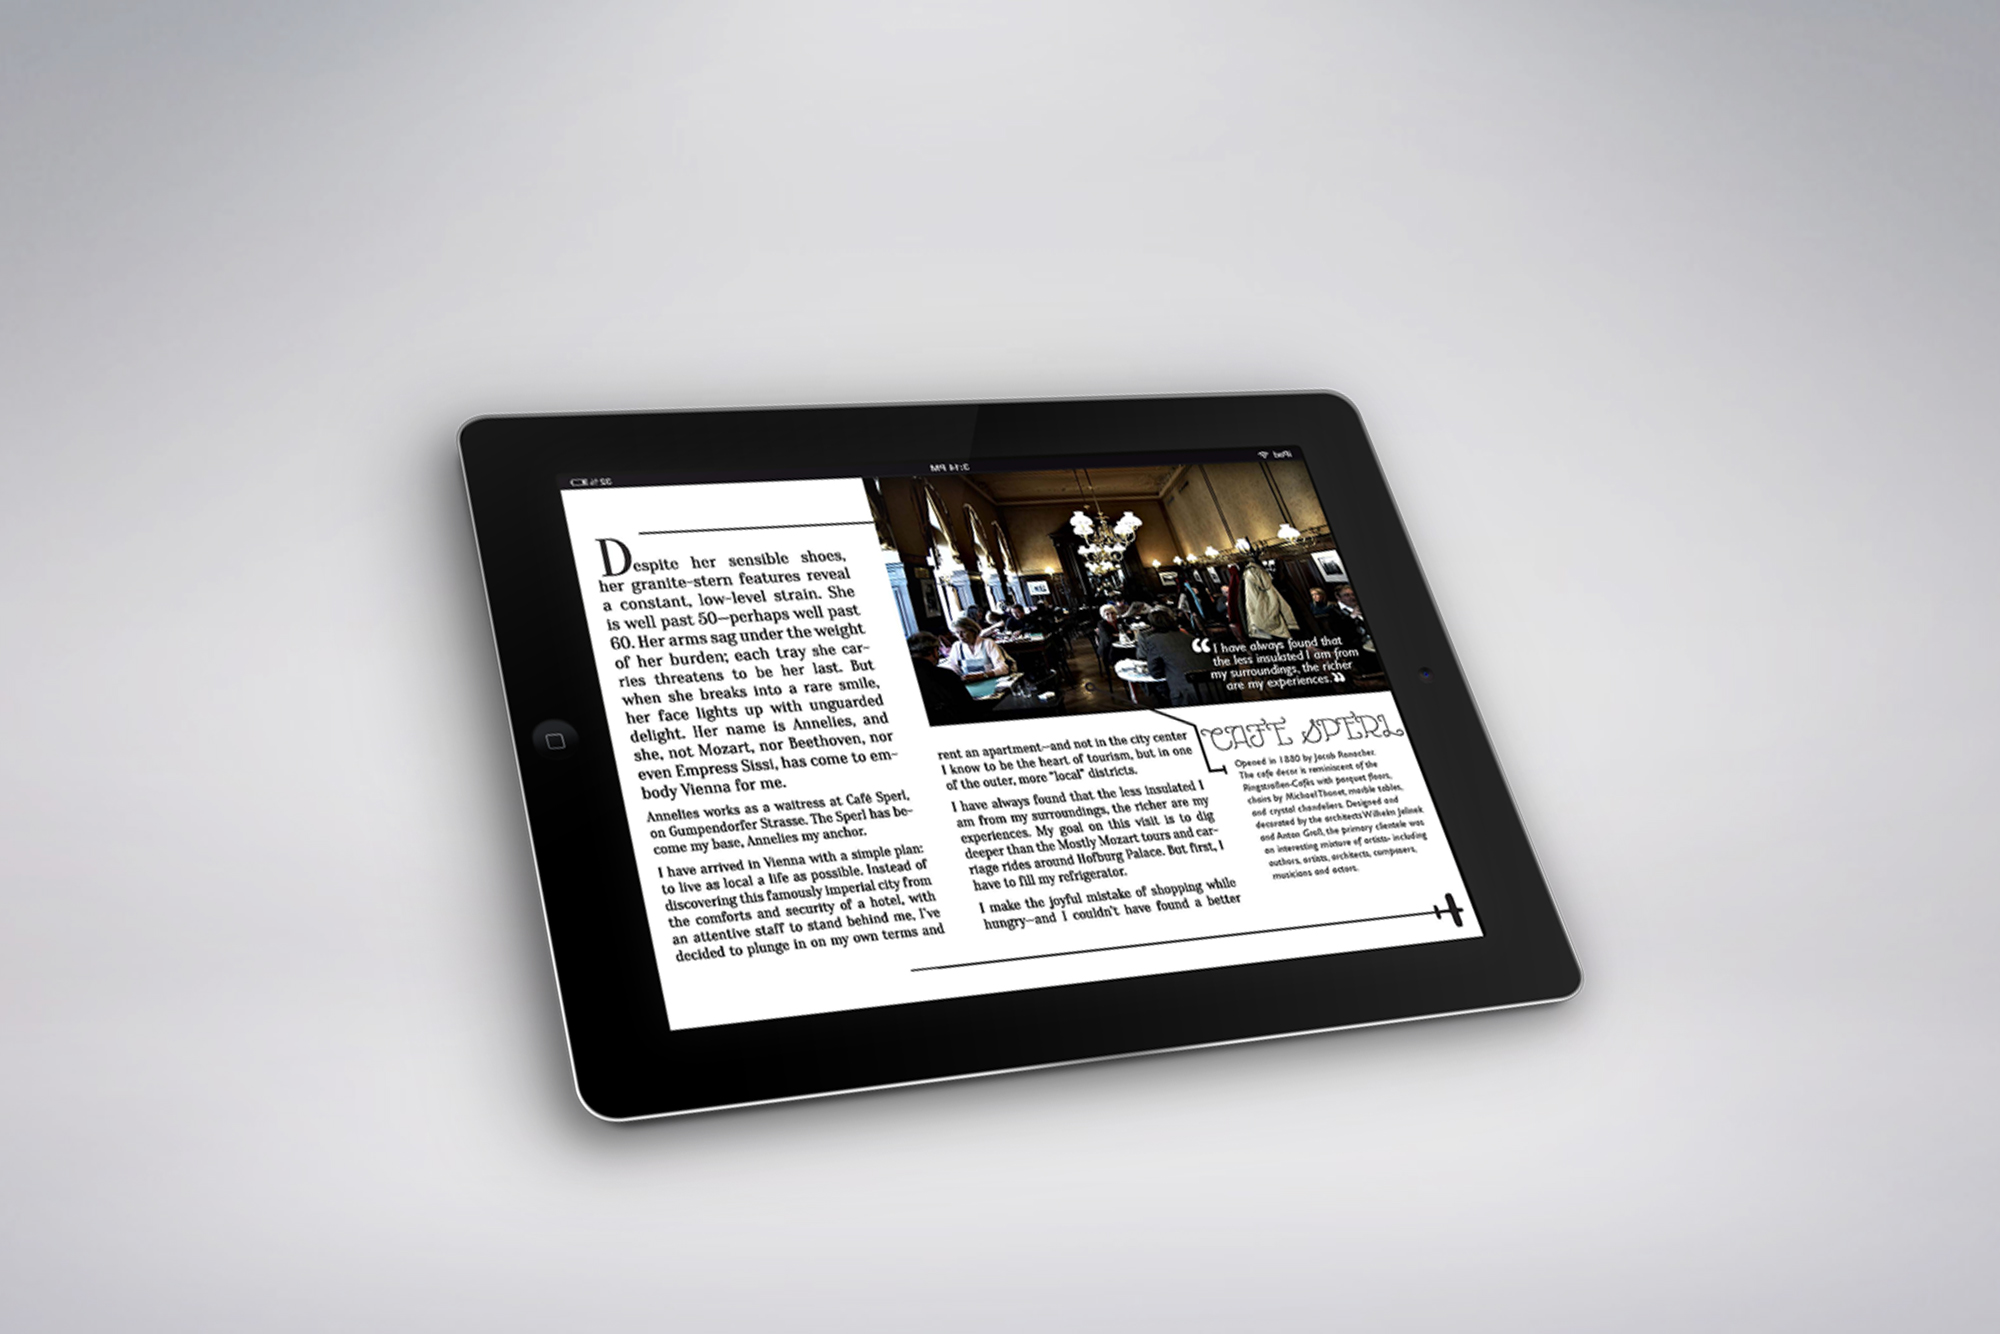 iPad
3:14 PM
32 %
Despite her sensible shoes,
her granite-stern features reveal
a constant, low-level strain. She
is well past 50—perhaps well past
60. Her arms sag under the weight
of her burden; each tray she car-
ries threatens to be her last. But
when she breaks into a rare smile,
her face lights up with unguarded
delight. Her name is Annelies, and
she, not Mozart, nor Beethoven, nor
even Empress Sissi, has come to em-
body Vienna for me.
Annelies works as a waitress at Café Sperl,
on Gumpendorfer Strasse. The Sperl has be-
come my base, Annelies my anchor.
I have arrived in Vienna with a simple plan:
to live as local a life as possible. Instead of
discovering this famously imperial city from
the comforts and security of a hotel, with
an attentive staff to stand behind me, I've
decided to plunge in on my own terms and
rent an apartment—and not in the city center
I know to be the heart of tourism, but in one
of the outer, more "local" districts.
I have always found that the less insulated I
am from my surroundings, the richer are my
experiences. My goal on this visit is to dig
deeper than the Mostly Mozart tours and car-
riage rides around Hofburg Palace. But first, I
have to fill my refrigerator.
I make the joyful mistake of shopping while
hungry—and I couldn't have found a better
“I have always found that
the less insulated I am from
my surroundings, the richer
are my experiences.”
CAFE SPERL
Opened in 1880 by Jacob Ronacher.
The cafe decor is reminiscent of the
Ringstraßen-Cafés with parquet floors,
chairs by Michael Thonet, marble tables,
and crystal chandeliers. Designed and
decorated by the architects Wilhelm Jelinek
and Anton Groß, the primary clientele was
an interesting mixture of artists- including
authors, artists, architects, composers,
musicians and actors.